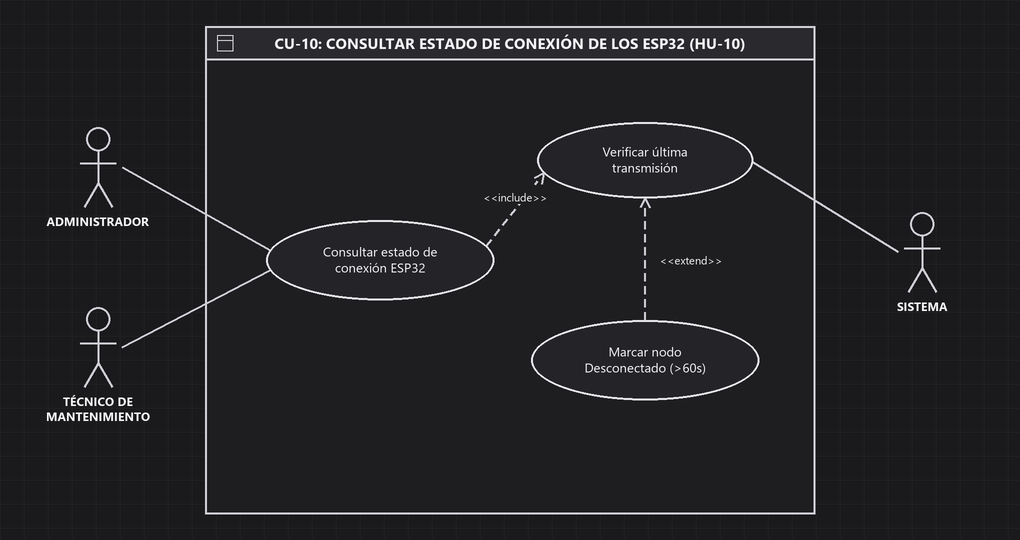 CU-10: CONSULTAR ESTADO DE CONEXIÓN DE LOS ESP32 (HU-10)
ADMINISTRADOR
TÉCNICO DE
MANTENIMIENTO
Consultar estado de
conexión ESP32
<<include>>
Verificar última
transmisión
<<extend>>
Marcar nodo
Desconectado (>60s)
SISTEMA